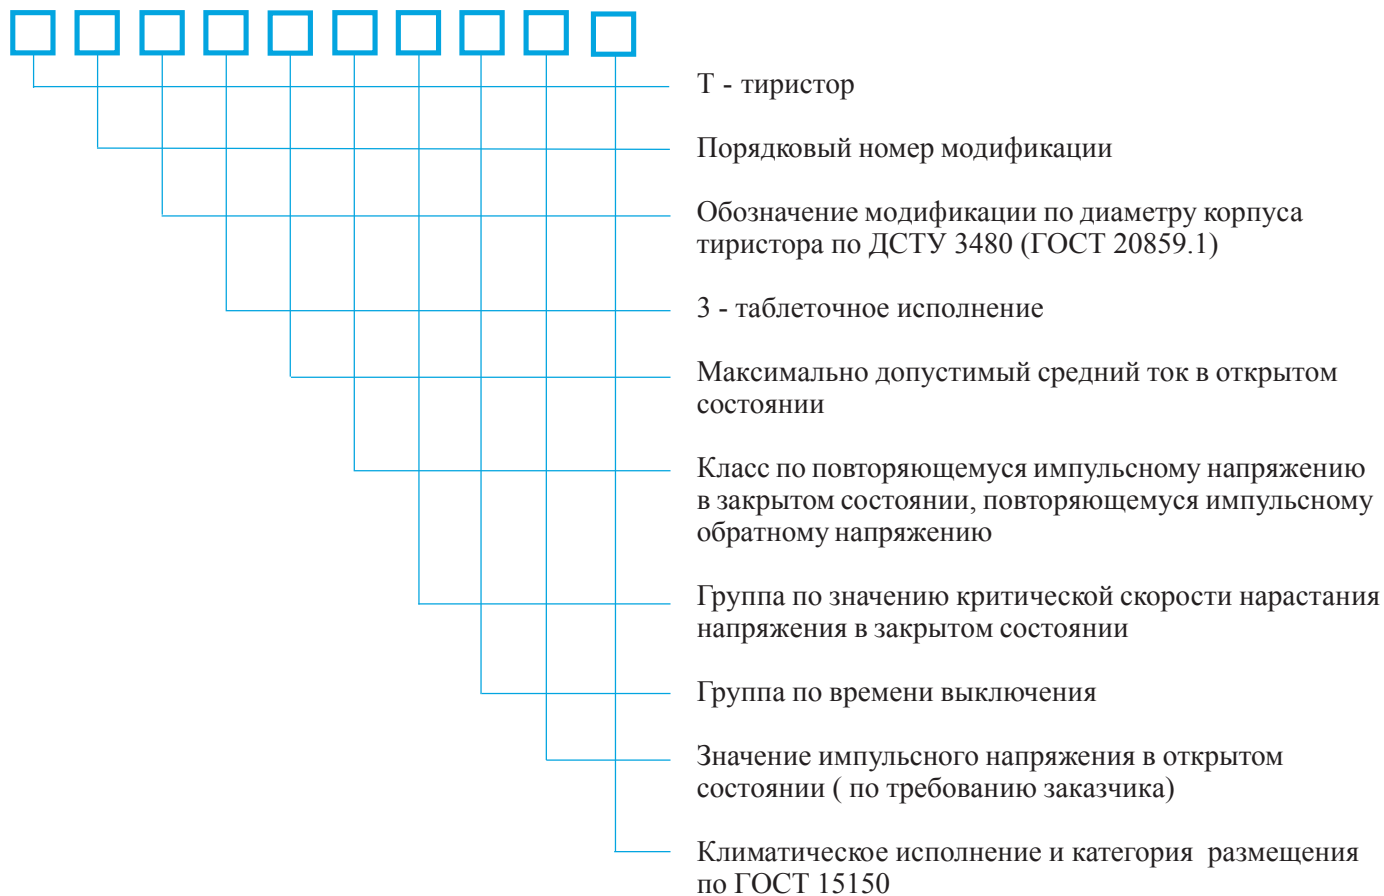 Т - тиристор
Порядковый номер модификации
Обозначение модификации по диаметру корпуса
тиристора по ДСТУ 3480 (ГОСТ 20859.1)
3 - таблеточное исполнение
Максимально допустимый средний ток в открытом
состоянии
Класс по повторяющемуся импульсному напряжению
в закрытом состоянии, повторяющемуся импульсному
обратному напряжению
Группа по значению критической скорости нарастания
напряжения в закрытом состоянии
Группа по времени выключения
Значение импульсного напряжения в открытом
состоянии ( по требованию заказчика)
Климатическое исполнение и категория  размещения
по ГОСТ 15150